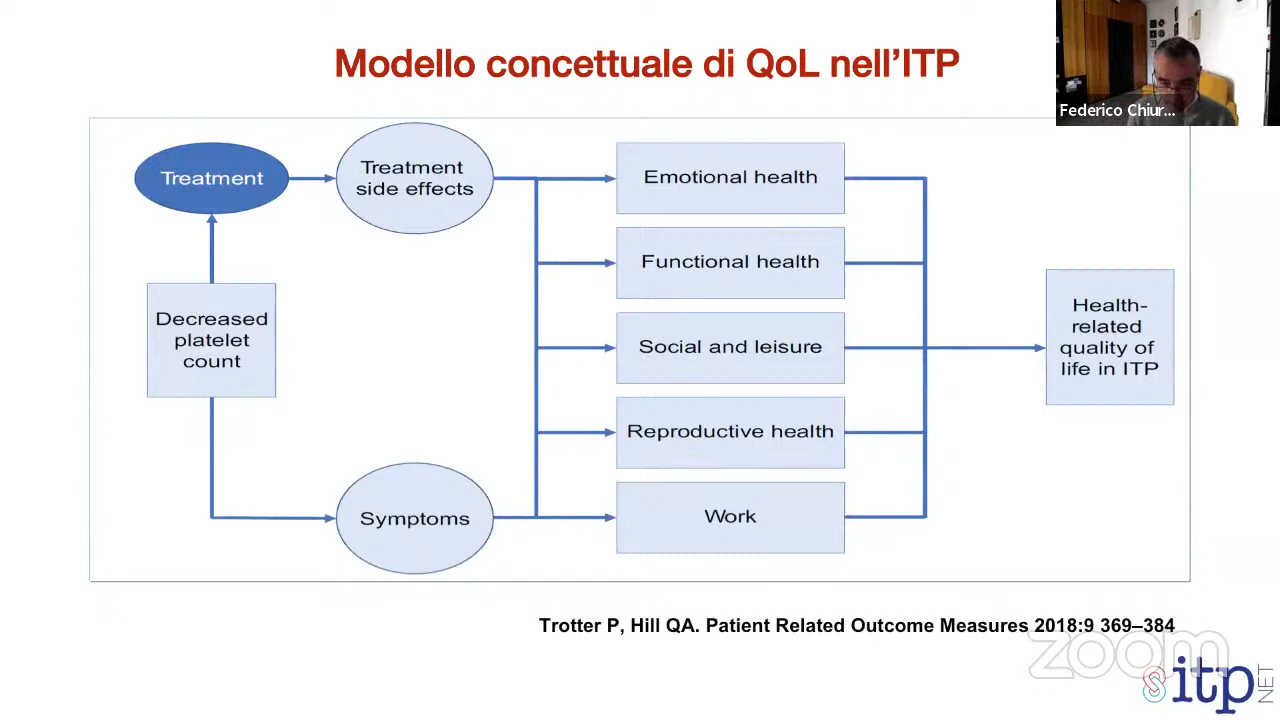 Modello concettuale di QoL nell’ITP
Federico Chiur...
Treatment
Treatment
side effects
Decreased
platelet
count
Symptoms
Emotional health
Functional health
Social and leisure
Reproductive health
Work
Health-
related
quality of
life in ITP
Trotter P, Hill QA. Patient Related Outcome Measures 2018:9 369–384
zoom
itp
NET